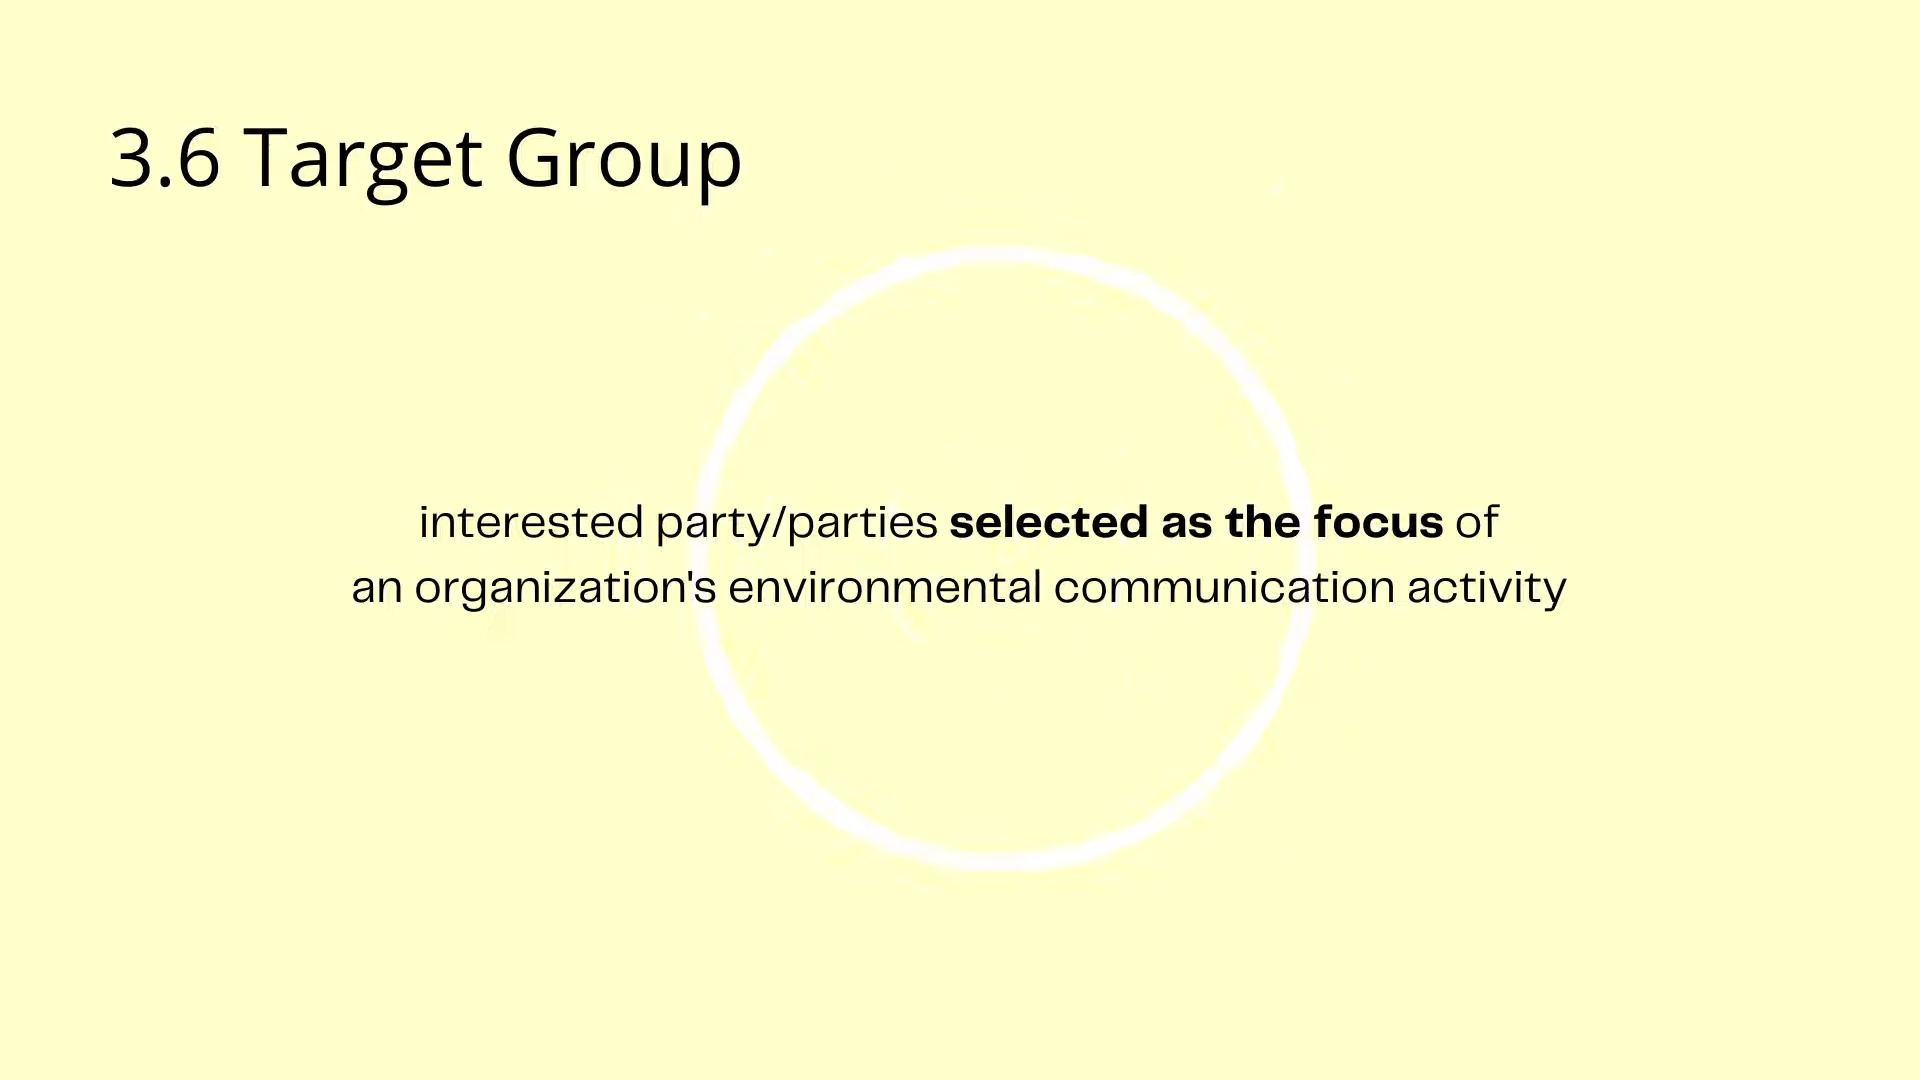 3.6 Target Group
interested party/parties selected as the focus of
an organization's environmental communication activity